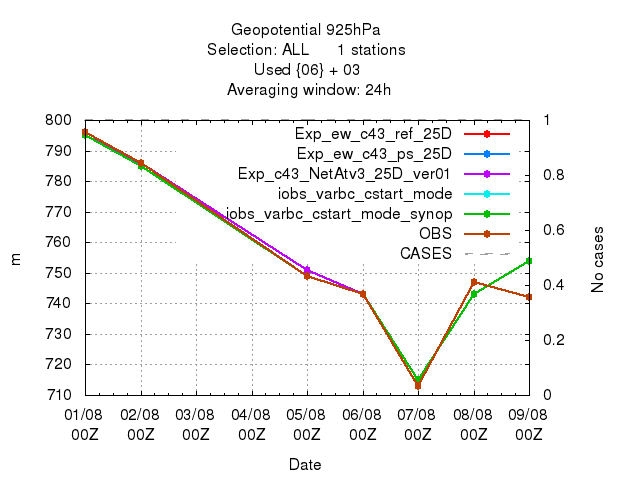 Geopotential 925hPa
Selection: ALL 1 stations
Used {06} + 03
Averaging window: 24h
800
790
780
770
760
750
740
730
720
710
m
1
0.8
0.6
0.4
0.2
0
No cases
Exp_ew_c43_ref_25D
Exp_ew_c43_ps_25D
Exp_c43_NetAtv3_25D_ver01
iobs_varbc_cstart_mode
iobs_varbc_cstart_mode_synop
OBS
CASES
01/08 02/08 03/08 04/08 05/08 06/08 07/08 08/08 09/08
00Z 00Z 00Z 00Z 00Z 00Z 00Z 00Z 00Z
Date